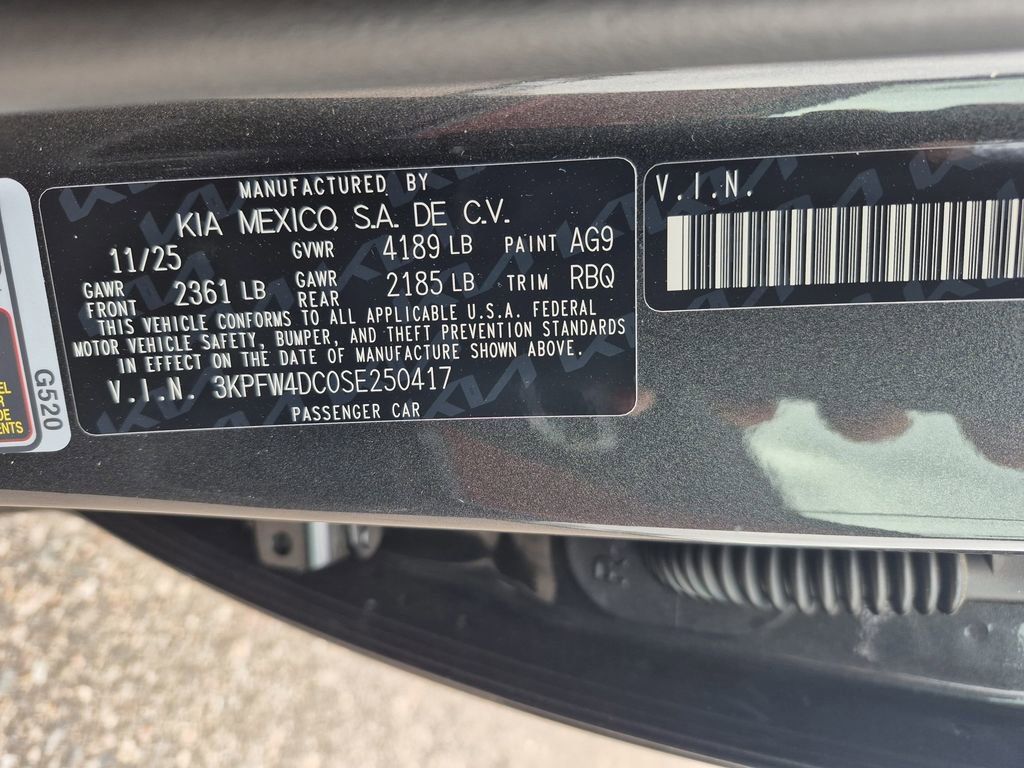 MANUFACTURED BY
KIA MEXICO, S.A. DE C.V.
11/25 GVWR 4189 LB PAINT AG9
GAWR FRONT 2361 LB GAWR REAR 2185 LB TRIM RBQ
THIS VEHICLE CONFORMS TO ALL APPLICABLE U.S.A. FEDERAL
MOTOR VEHICLE SAFETY, BUMPER, AND THEFT PREVENTION STANDARDS
IN EFFECT ON THE DATE OF MANUFACTURE SHOWN ABOVE.
V.I.N. 3KPFW4DC0SE250417
PASSENGER CAR
V.I.N.
G520